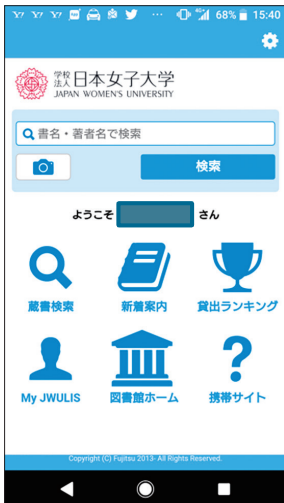 68% 15:40
学校法人日本女子大学
JAPAN WOMEN'S UNIVERSITY
書名・著者名で検索
検索
ようこそ さん
蔵書検索 新着案内 貸出ランキング
My JWULIS 図書館ホーム 携帯サイト
Copyright (C) Fujitsu 2013- All Rights Reserved.